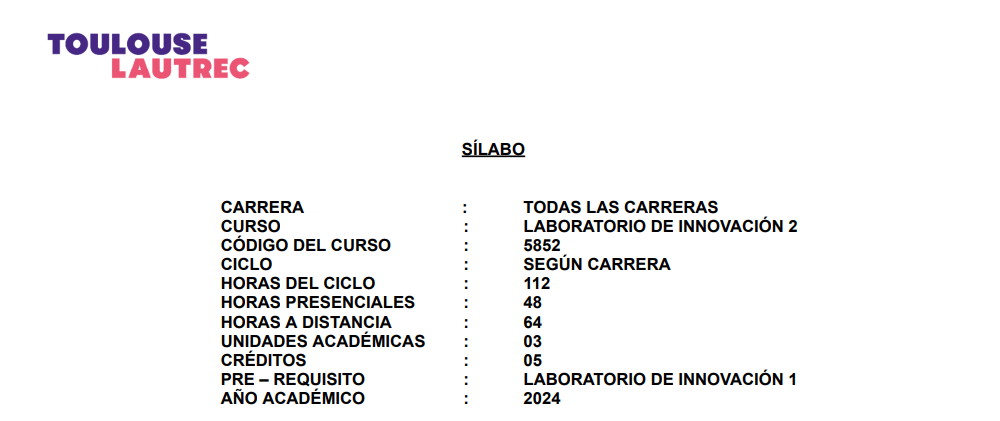 TOULOUSE
LAUTREC
SÍLABO
CARRERA : TODAS LAS CARRERAS
CURSO : LABORATORIO DE INNOVACIÓN 2
CÓDIGO DEL CURSO : 5852
CICLO : SEGÚN CARRERA
HORAS DEL CICLO : 112
HORAS PRESENCIALES : 48
HORAS A DISTANCIA : 64
UNIDADES ACADÉMICAS : 03
CRÉDITOS : 05
PRE – REQUISITO : LABORATORIO DE INNOVACIÓN 1
AÑO ACADÉMICO : 2024